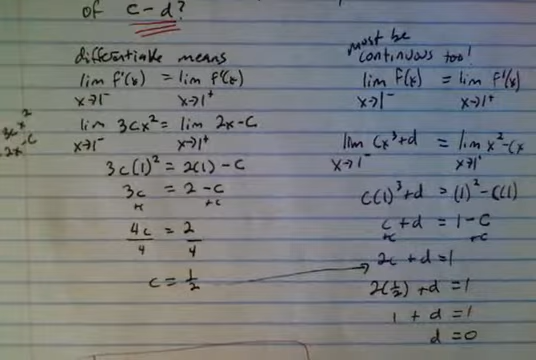 of c-d?
differentiable means
lim f'(x) = lim f'(x)
x→1⁻ x→1⁺
lim 3cx² = lim 2x-c
x→1⁻ x→1⁺
3c(1)² = 2(1) - c
3c = 2 - c
+c +c
4c = 2
4 4
c = 1/2
3cx²
2x-c
must be
continuous too!
lim f(x) = lim f'(x)
x→1⁻ x→1⁺
lim cx³+d = lim x²-cx
x→1⁻ x→1⁺
c(1)³+d = (1)²-c(1)
c+d = 1-c
+c +c
2c+d=1
2(1/2)+d=1
1+d=1
d=0